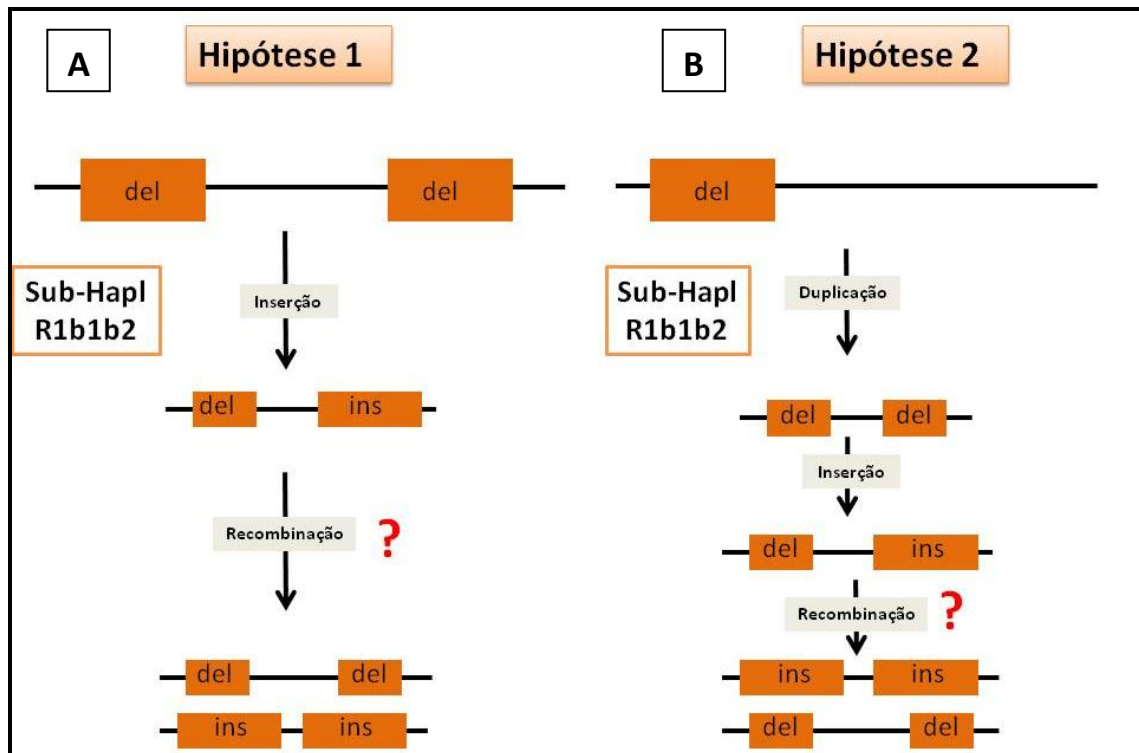 A
Hipótese 1
del del
Sub-Hapl
R1b1b2
Inserção
del ins
Recombinação ?
del del
ins ins
B
Hipótese 2
del
Sub-Hapl
R1b1b2
Duplicação
del del
Inserção
del ins
Recombinação ?
ins ins
del del